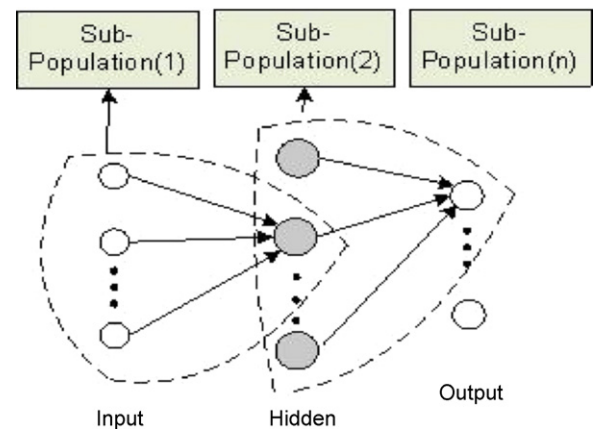 Sub-
Population(1)
Sub-
Population(2)
Sub-
Population(n)
Input
Hidden
Output